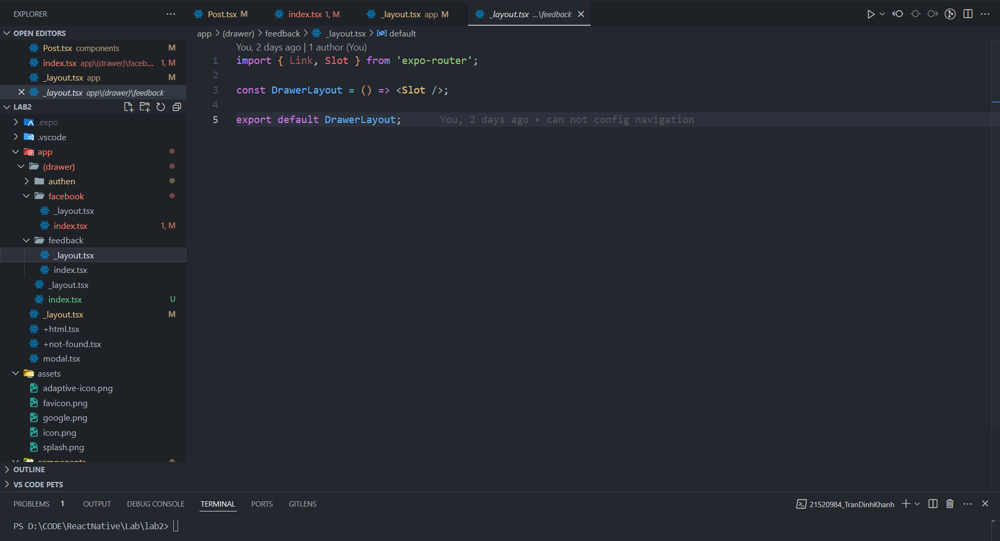 EXPLORER
OPEN EDITORS
Post.tsx components M
index.tsx app\(drawer)\faceb... 1, M
_layout.tsx app M
_layout.tsx app\(drawer)\feedback
LAB2
.expo
.vscode
app
(drawer)
authen
facebook
_layout.tsx
index.tsx 1, M
feedback
_layout.tsx
index.tsx
_layout.tsx
index.tsx U
_layout.tsx M
+html.tsx
+not-found.tsx
modal.tsx
assets
adaptive-icon.png
favicon.png
google.png
icon.png
splash.png
components
OUTLINE
VS CODE PETS
Post.tsx M index.tsx 1, M _layout.tsx app M _layout.tsx ...\feedback
app > (drawer) > feedback > _layout.tsx > default
You, 2 days ago | 1 author (You)
1 import { Link, Slot } from 'expo-router';
2
3 const DrawerLayout = () => <Slot />;
4
5 export default DrawerLayout; You, 2 days ago • can not config navigation
PROBLEMS 1 OUTPUT DEBUG CONSOLE TERMINAL PORTS GITLENS 21520984_TranDinhKhanh
PS D:\CODE\ReactNative\Lab\lab2>